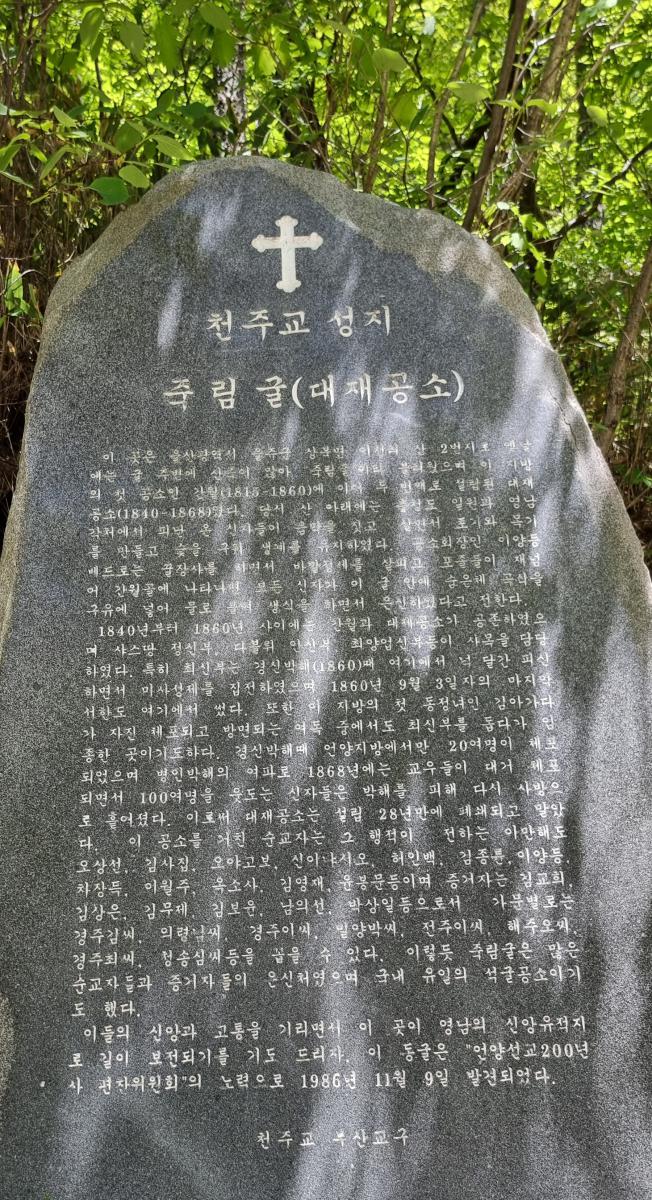 천주교 성지
죽림굴(대재공소)
이 곳은 울산광역시 울주군 상북면 이천리 산 2번지로 옛날
에는 굴 주변에 산죽이 많아 죽림굴이라 불리웠으며 이 지방
의 첫 공소인 간월(1815-1860)에 이어 두 번째로 설립된 대재
공소(1840-1868)였다. 당시 산 아래에는 충청도 일원과 영남
각처에서 피난 온 신자들이 움막을 짓고 살면서 토기와 목기
를 만들고 숯을 구워 생계를 유지하였다. 공소회장인 이양등
베드로는 꿀장사를 하면서 바깥정세를 살피고 포졸들이 재넘
어 간월골에 나타나면 모든 신자가 이 굴 안에 숨은체 곡식을
구유에 넣어 물로 불려 생식을 하면서 은신하였다고 전한다.
1840년부터 1860년 사이에는 간월과 대재공소가 공존하였으
며 샤스땅 정신부, 다블뤼 안신부, 최양업신부등이 사목을 담당
하였다. 특히 최신부는 경신박해(1860)때 여기에서 넉 달간 피신
하면서 미사성제를 집전하였으며 1860년 9월 3일자의 마지막
서한도 여기에서 썼다. 또한 이 지방의 첫 동정녀인 김아가다
가 자진 체포되고 방면되는 여독 중에서도 최신부를 돕다가 임
종한 곳이기도하다. 경신박해때 언양지방에서만 20여명이 체포
되었으며 병인박해의 여파로 1868년에는 교우들이 대거 체포
되면서 100여명을 웃도는 신자들은 박해를 피해 다시 사방으
로 흩어졌다. 이로써 대재공소는 설립 28년만에 폐쇄되고 말았
다. 이 공소를 거친 순교자는 그 행적이 전하는 이만해도
오상선, 김사집, 오야고보, 신이냐시오, 허인백, 김종륜, 이양등,
차장득, 이월주, 옥소사, 김영재, 윤봉문등이며 증거자는 김교희,
김상은, 김무제, 김보윤, 남의선, 박상일등으로서 가문별로는
경주김씨, 의령남씨, 경주이씨, 밀양박씨, 전주이씨, 해주오씨,
경주최씨, 청송심씨등을 꼽을 수 있다. 이렇듯 죽림굴은 많은
순교자들과 증거자들의 은신처였으며 국내 유일의 석굴공소이기
도 했다.
이들의 신앙과 고통을 기리면서 이 곳이 영남의 신앙유적지
로 길이 보전되기를 기도 드리자. 이 동굴은 "언양선교200년
사 편차위원회"의 노력으로 1986년 11월 9일 발견되었다.
천주교 부산교구